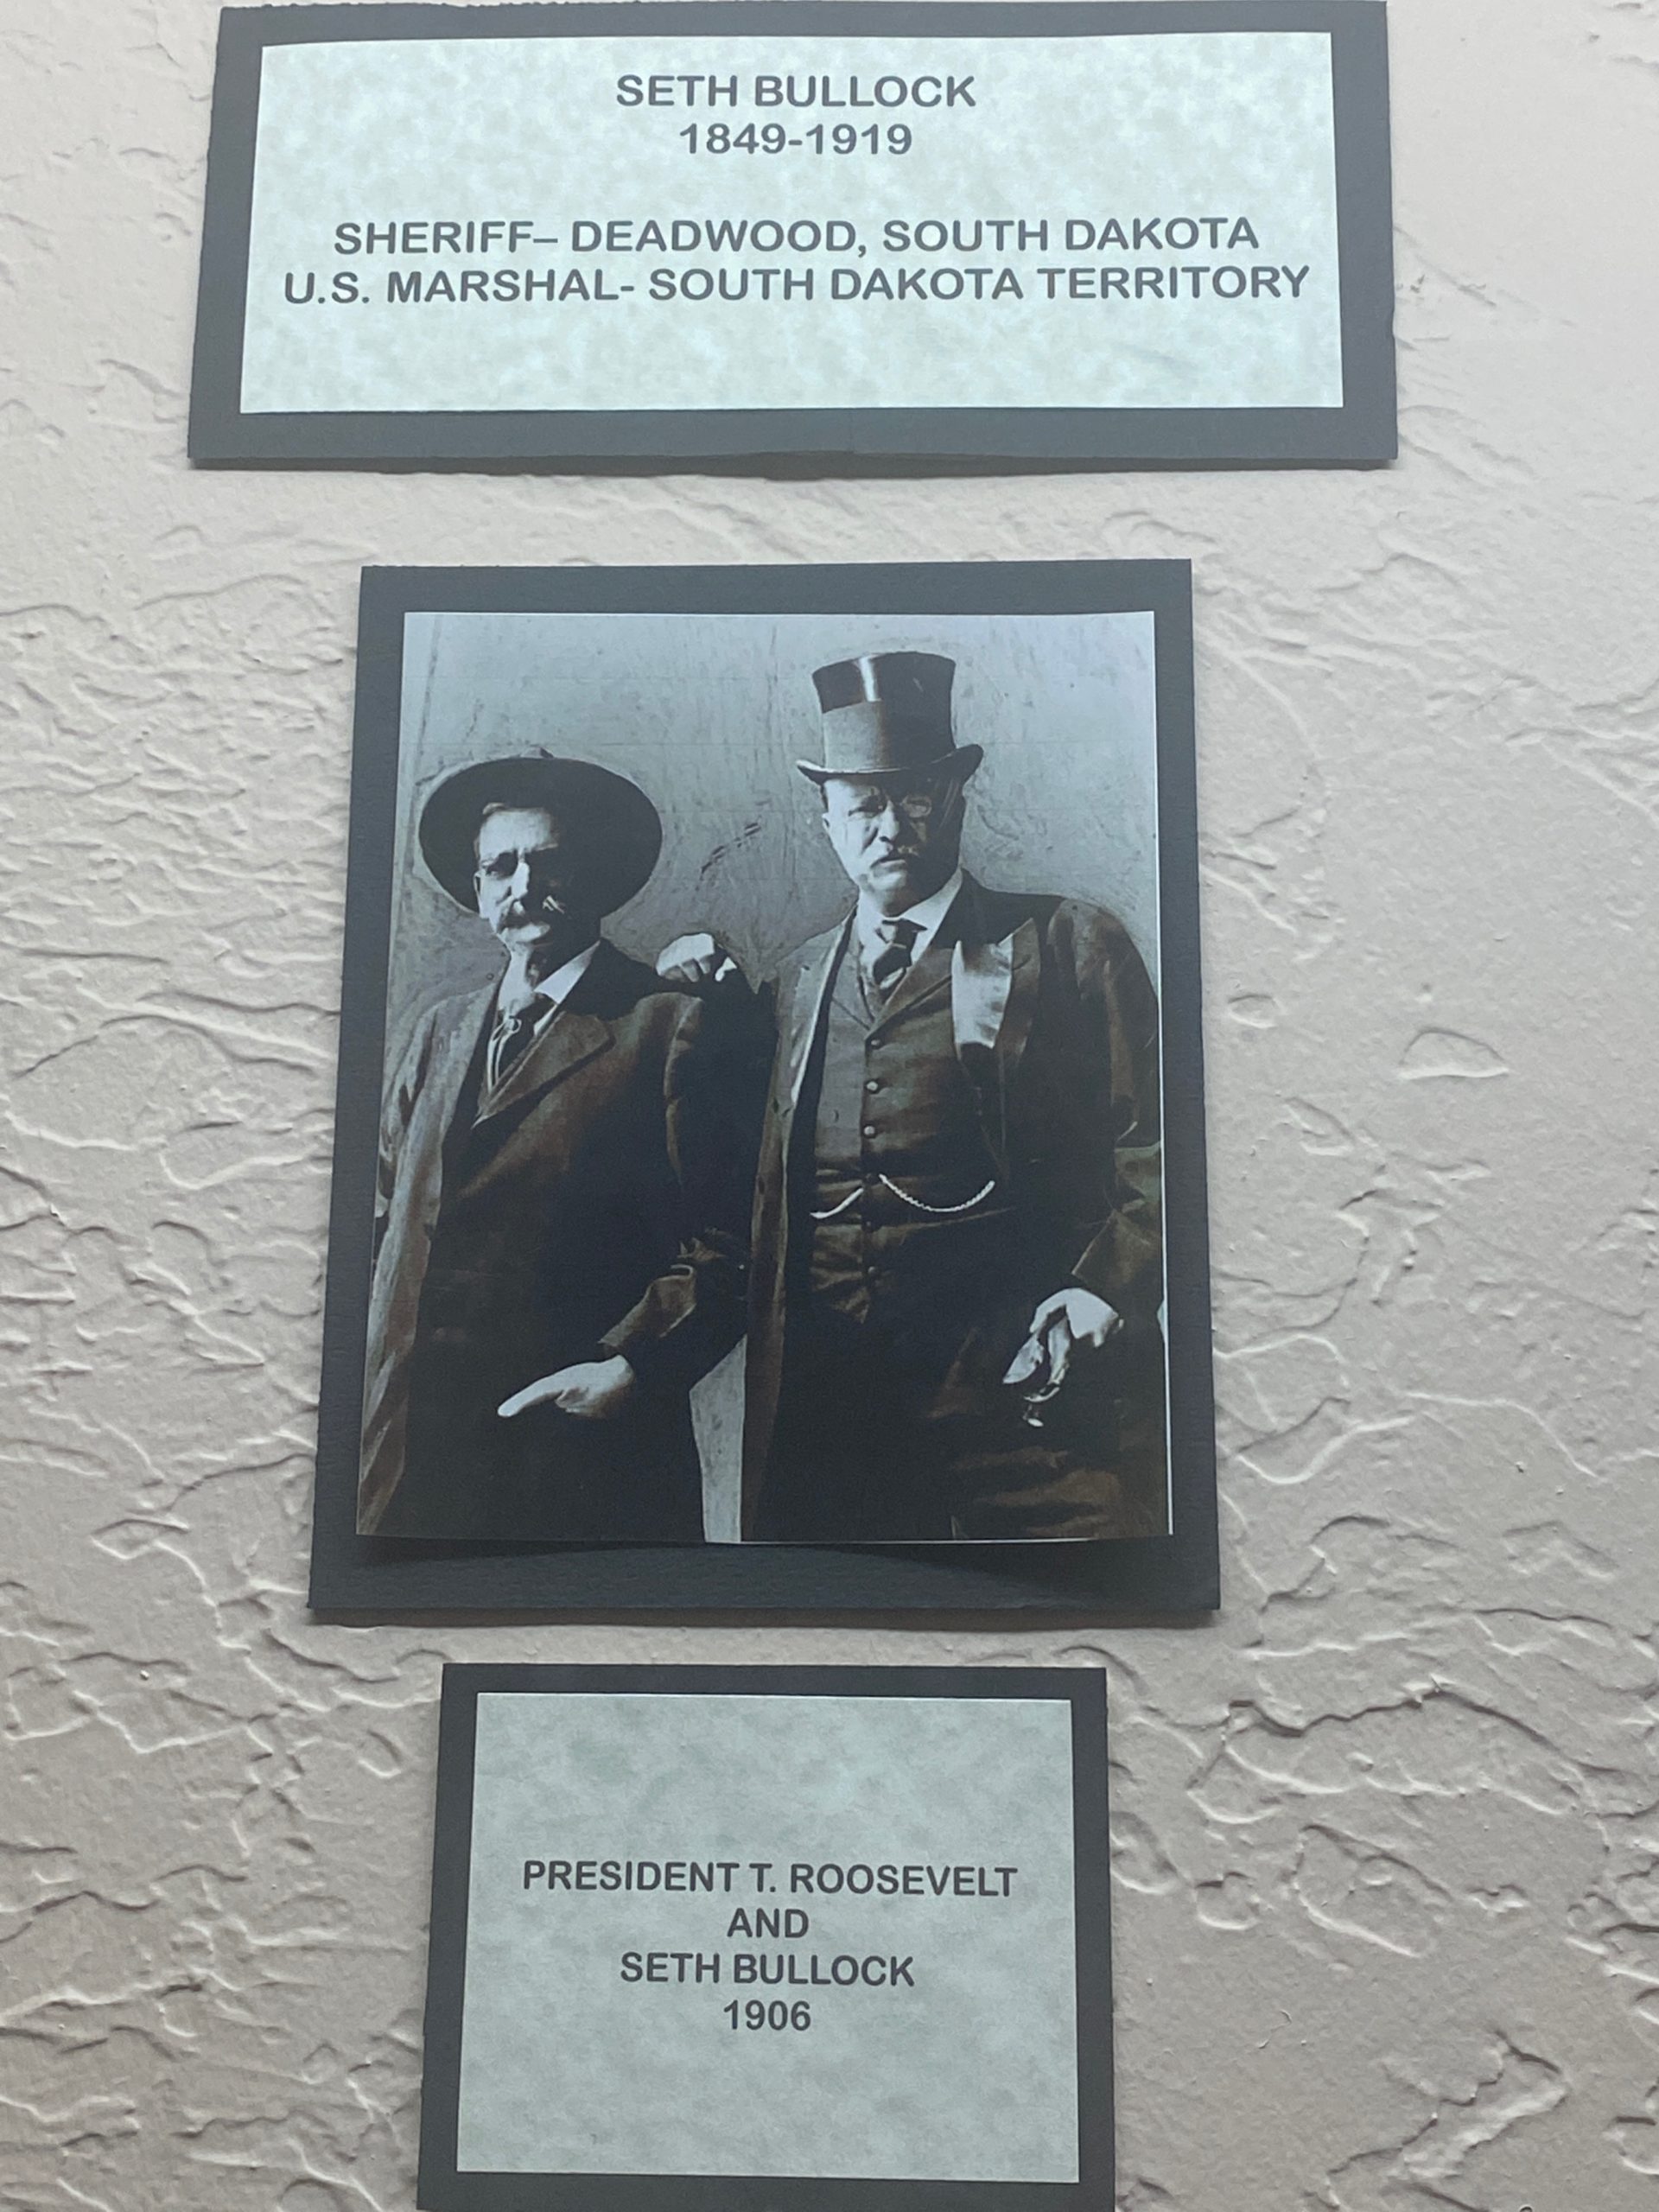 SETH BULLOCK
1849-1919
SHERIFF– DEADWOOD, SOUTH DAKOTA
U.S. MARSHAL- SOUTH DAKOTA TERRITORY
PRESIDENT T. ROOSEVELT
AND
SETH BULLOCK
1906